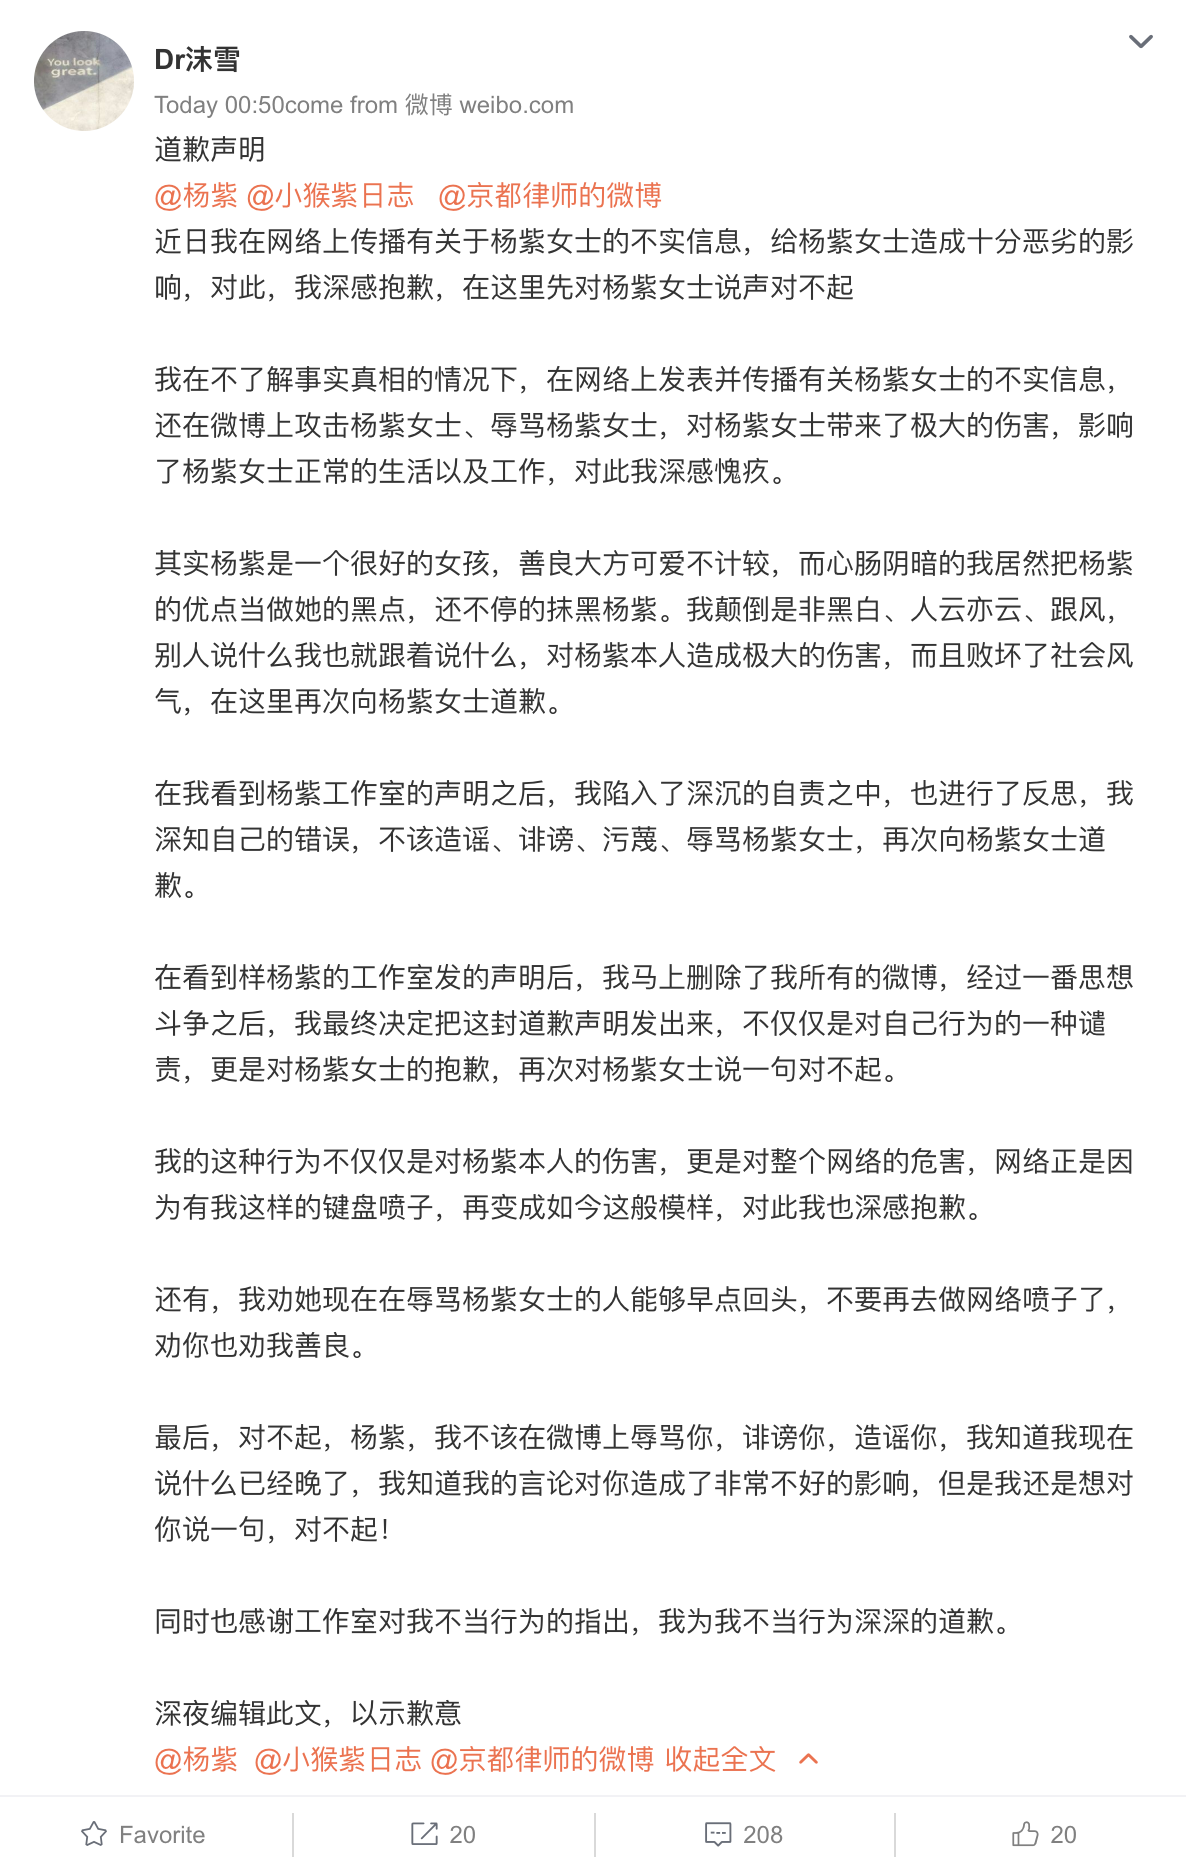 You look
great.
Dr沫雪
Today 00:50come from 微博 weibo.com
道歉声明
@杨紫 @小猴紫日志 @京都律师的微博
近日我在网络上传播有关于杨紫女士的不实信息，给杨紫女士造成十分恶劣的影
响，对此，我深感抱歉，在这里先对杨紫女士说声对不起
我在不了解事实真相的情况下，在网络上发表并传播有关杨紫女士的不实信息，
还在微博上攻击杨紫女士、辱骂杨紫女士，对杨紫女士带来了极大的伤害，影响
了杨紫女士正常的生活以及工作，对此我深感愧疚。
其实杨紫是一个很好的女孩，善良大方可爱不计较，而心肠阴暗的我居然把杨紫
的优点当做她的黑点，还不停的抹黑杨紫。我颠倒是非黑白、人云亦云、跟风，
别人说什么我也就跟着说什么，对杨紫本人造成极大的伤害，而且败坏了社会风
气，在这里再次向杨紫女士道歉。
在我看到杨紫工作室的声明之后，我陷入了深沉的自责之中，也进行了反思，我
深知自己的错误，不该造谣、诽谤、污蔑、辱骂杨紫女士，再次向杨紫女士道
歉。
在看到样杨紫的工作室发的声明后，我马上删除了我所有的微博，经过一番思想
斗争之后，我最终决定把这封道歉声明发出来，不仅仅是对自己行为的一种谴
责，更是对杨紫女士的抱歉，再次对杨紫女士说一句对不起。
我的这种行为不仅仅是对杨紫本人的伤害，更是对整个网络的危害，网络正是因
为有我这样的键盘喷子，再变成如今这般模样，对此我也深感抱歉。
还有，我劝她现在在辱骂杨紫女士的人能够早点回头，不要再去做网络喷子了，
劝你也劝我善良。
最后，对不起，杨紫，我不该在微博上辱骂你，诽谤你，造谣你，我知道我现在
说什么已经晚了，我知道我的言论对你造成了非常不好的影响，但是我还是想对
你说一句，对不起！
同时也感谢工作室对我不当行为的指出，我为我不当行为深深的道歉。
深夜编辑此文，以示歉意
@杨紫 @小猴紫日志 @京都律师的微博 收起全文
Favorite 20 208 20